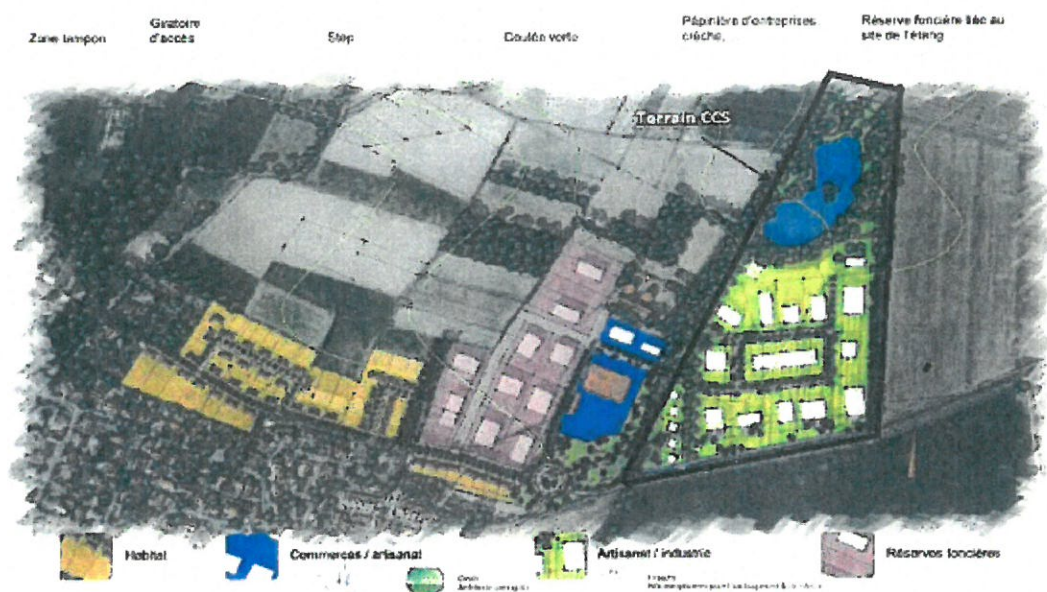 Zone tampon
Giratoire
d'accès
Stop
Coulée verte
Pépinière d'entreprises
crèche,
Réserve foncière liée au
site de l'étang
Terrain CCS
Habitat
Commerces / artisanat
Artisanat / industrie
Réserves foncières